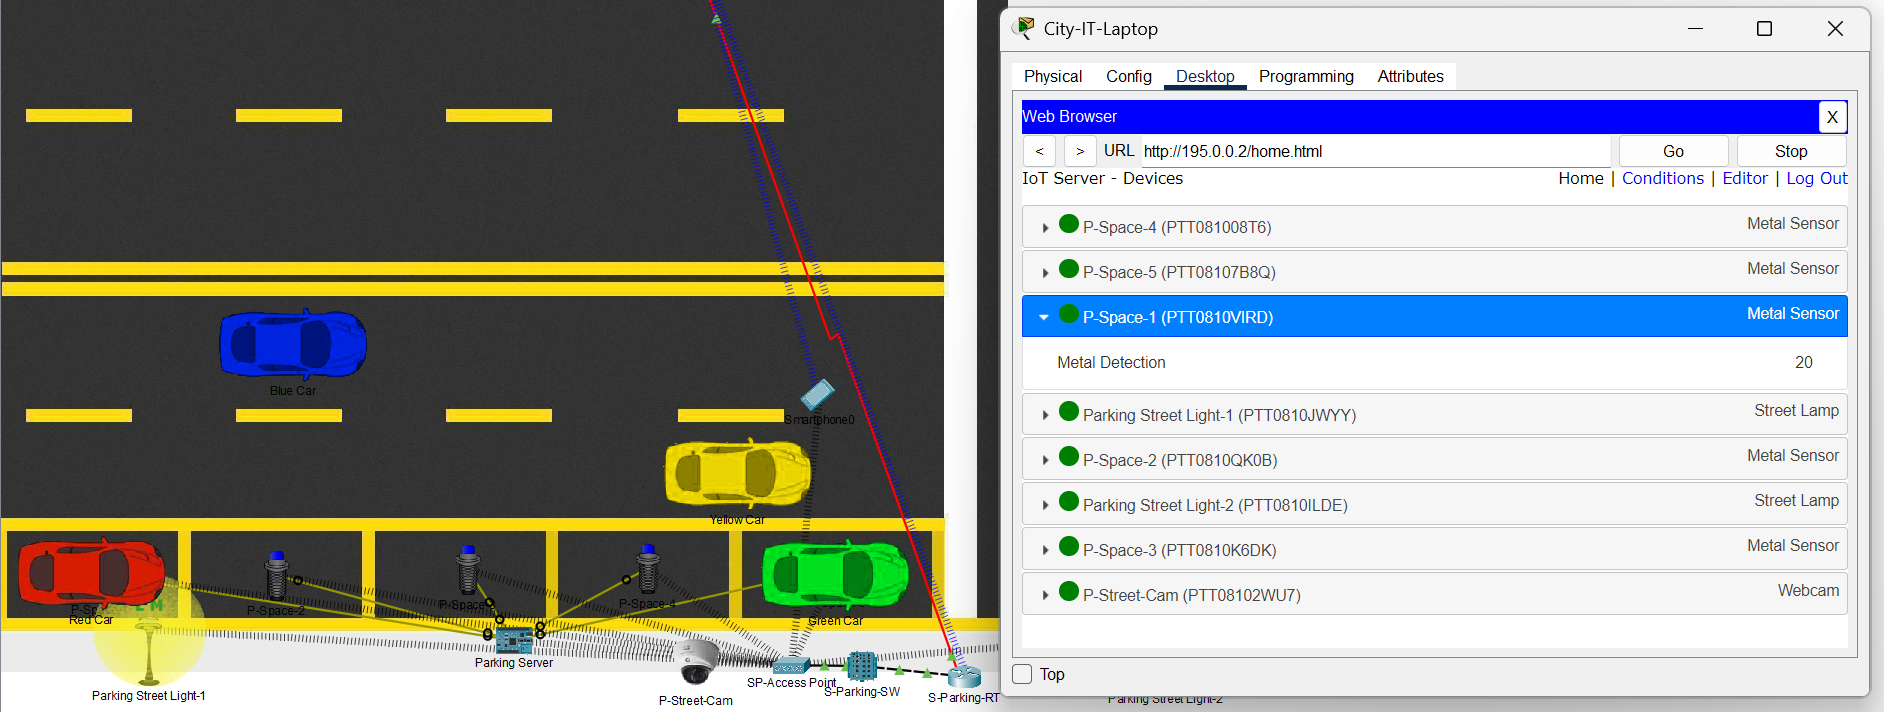 Blue Car
Smartphone0
Yellow Car
Red Car
P-Space-2
P-Space
P-Space-4
Green Car
Parking Server
Parking Street Light-1
P-Street-Cam
SP-Access Point
S-Parking-SW
S-Parking-RT
Parking Street Light-2
City-IT-Laptop
Physical Config Desktop Programming Attributes
Web Browser X
< > URL http://195.0.0.2/home.html Go Stop
IoT Server - Devices Home | Conditions | Editor | Log Out
P-Space-4 (PTT081008T6) Metal Sensor
P-Space-5 (PTT08107B8Q) Metal Sensor
P-Space-1 (PTT0810VIRD) Metal Sensor
Metal Detection 20
Parking Street Light-1 (PTT0810JWYY) Street Lamp
P-Space-2 (PTT0810QK0B) Metal Sensor
Parking Street Light-2 (PTT0810ILDE) Street Lamp
P-Space-3 (PTT0810K6DK) Metal Sensor
P-Street-Cam (PTT08102WU7) Webcam
Top